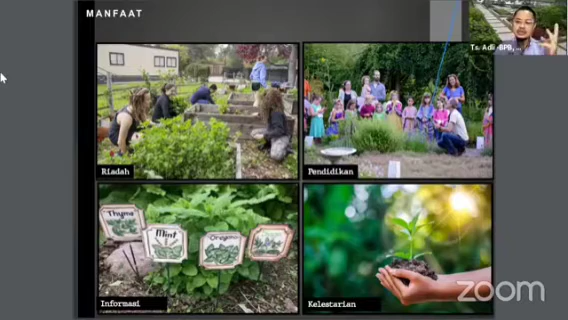 MANFAAT
Riadah
Pendidikan
Thyme
Mint
Oregano
Informasi
Kelestarian
zoom